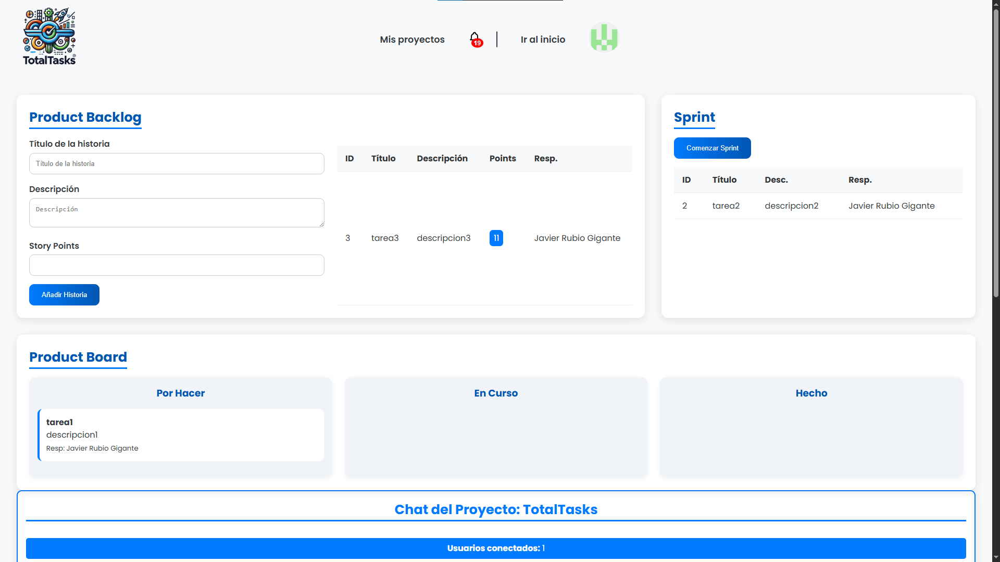 TotalTasks
Mis proyectos
19
Ir al inicio
Product Backlog
Título de la historia
Título de la historia
Descripción
Descripción
Story Points
Añadir Historia
ID Título Descripción Points Resp.
3 tarea3 descripcion3 11 Javier Rubio Gigante
Sprint
Comenzar Sprint
ID Título Desc. Resp.
2 tarea2 descripcion2 Javier Rubio Gigante
Product Board
Por Hacer
tarea1
descripcion1
Resp: Javier Rubio Gigante
En Curso
Hecho
Chat del Proyecto: TotalTasks
Usuarios conectados: 1